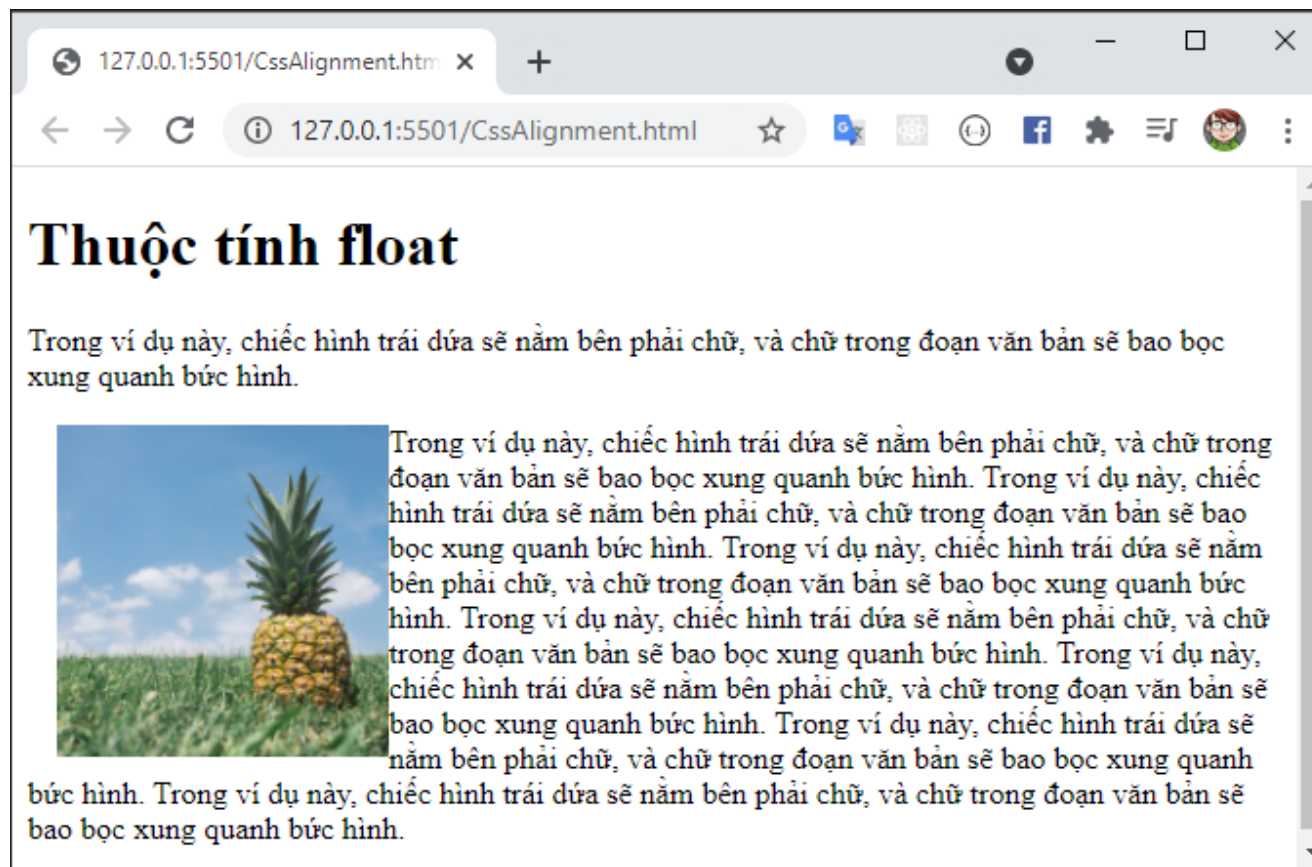 127.0.0.1:5501/CssAlignment.htm
127.0.0.1:5501/CssAlignment.html
Thuộc tính float
Trong ví dụ này, chiếc hình trái dứa sẽ nằm bên phải chữ, và chữ trong đoạn văn bản sẽ bao bọc
xung quanh bức hình.
Trong ví dụ này, chiếc hình trái dứa sẽ nằm bên phải chữ, và chữ trong
đoạn văn bản sẽ bao bọc xung quanh bức hình. Trong ví dụ này, chiếc
hình trái dứa sẽ nằm bên phải chữ, và chữ trong đoạn văn bản sẽ bao
bọc xung quanh bức hình. Trong ví dụ này, chiếc hình trái dứa sẽ nằm
bên phải chữ, và chữ trong đoạn văn bản sẽ bao bọc xung quanh bức
hình. Trong ví dụ này, chiếc hình trái dứa sẽ nằm bên phải chữ, và chữ
trong đoạn văn bản sẽ bao bọc xung quanh bức hình. Trong ví dụ này,
chiếc hình trái dứa sẽ nằm bên phải chữ, và chữ trong đoạn văn bản sẽ
bao bọc xung quanh bức hình. Trong ví dụ này, chiếc hình trái dứa sẽ
nằm bên phải chữ, và chữ trong đoạn văn bản sẽ bao bọc xung quanh
bức hình. Trong ví dụ này, chiếc hình trái dứa sẽ nằm bên phải chữ, và chữ trong đoạn văn bản sẽ
bao bọc xung quanh bức hình.